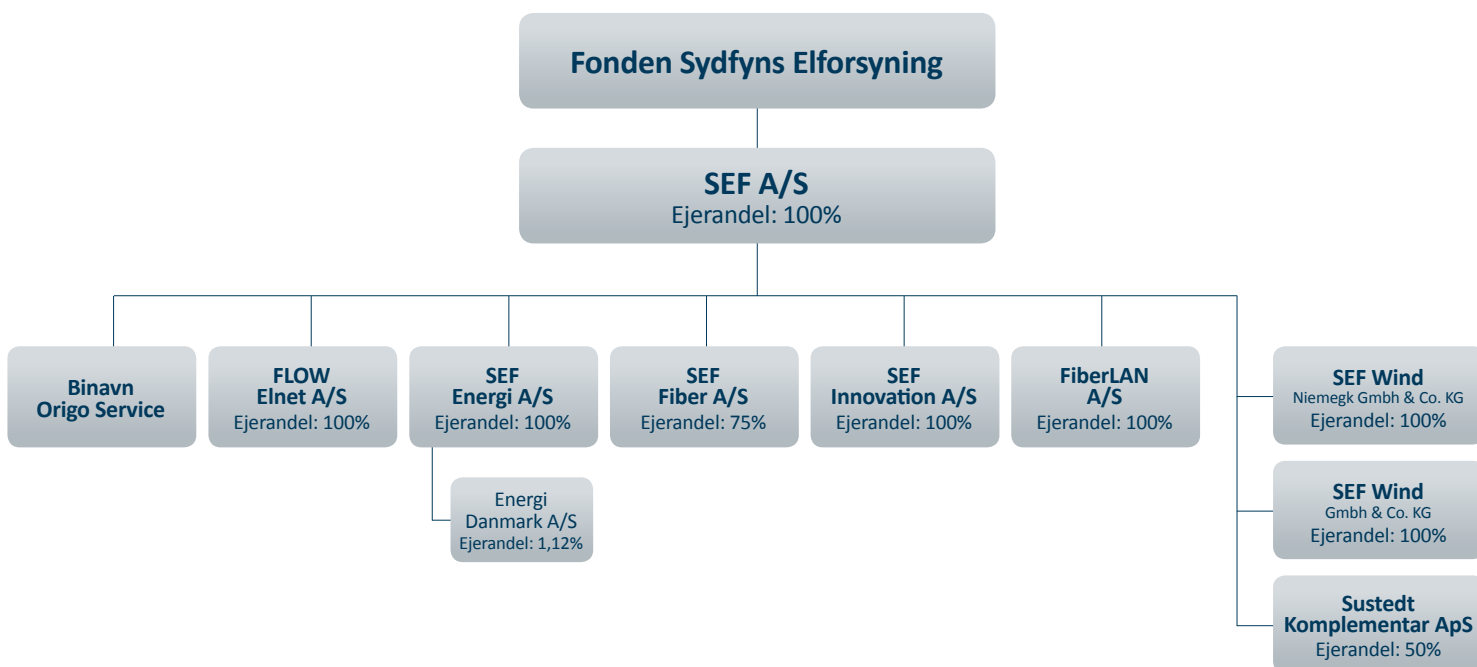 Fonden Sydfyns Elforsyning
SEF A/S
Ejerandel: 100%
Binavn
Origo Service
FLOW
Elnet A/S
Ejerandel: 100%
SEF
Energi A/S
Ejerandel: 100%
SEF
Fiber A/S
Ejerandel: 75%
SEF
Innovation A/S
Ejerandel: 100%
FiberLAN
A/S
Ejerandel: 100%
SEF Wind
Niemegk Gmbh & Co. KG
Ejerandel: 100%
Energi
Danmark A/S
Ejerandel: 1,12%
SEF Wind
Gmbh & Co. KG
Ejerandel: 100%
Sustedt
Komplementar ApS
Ejerandel: 50%